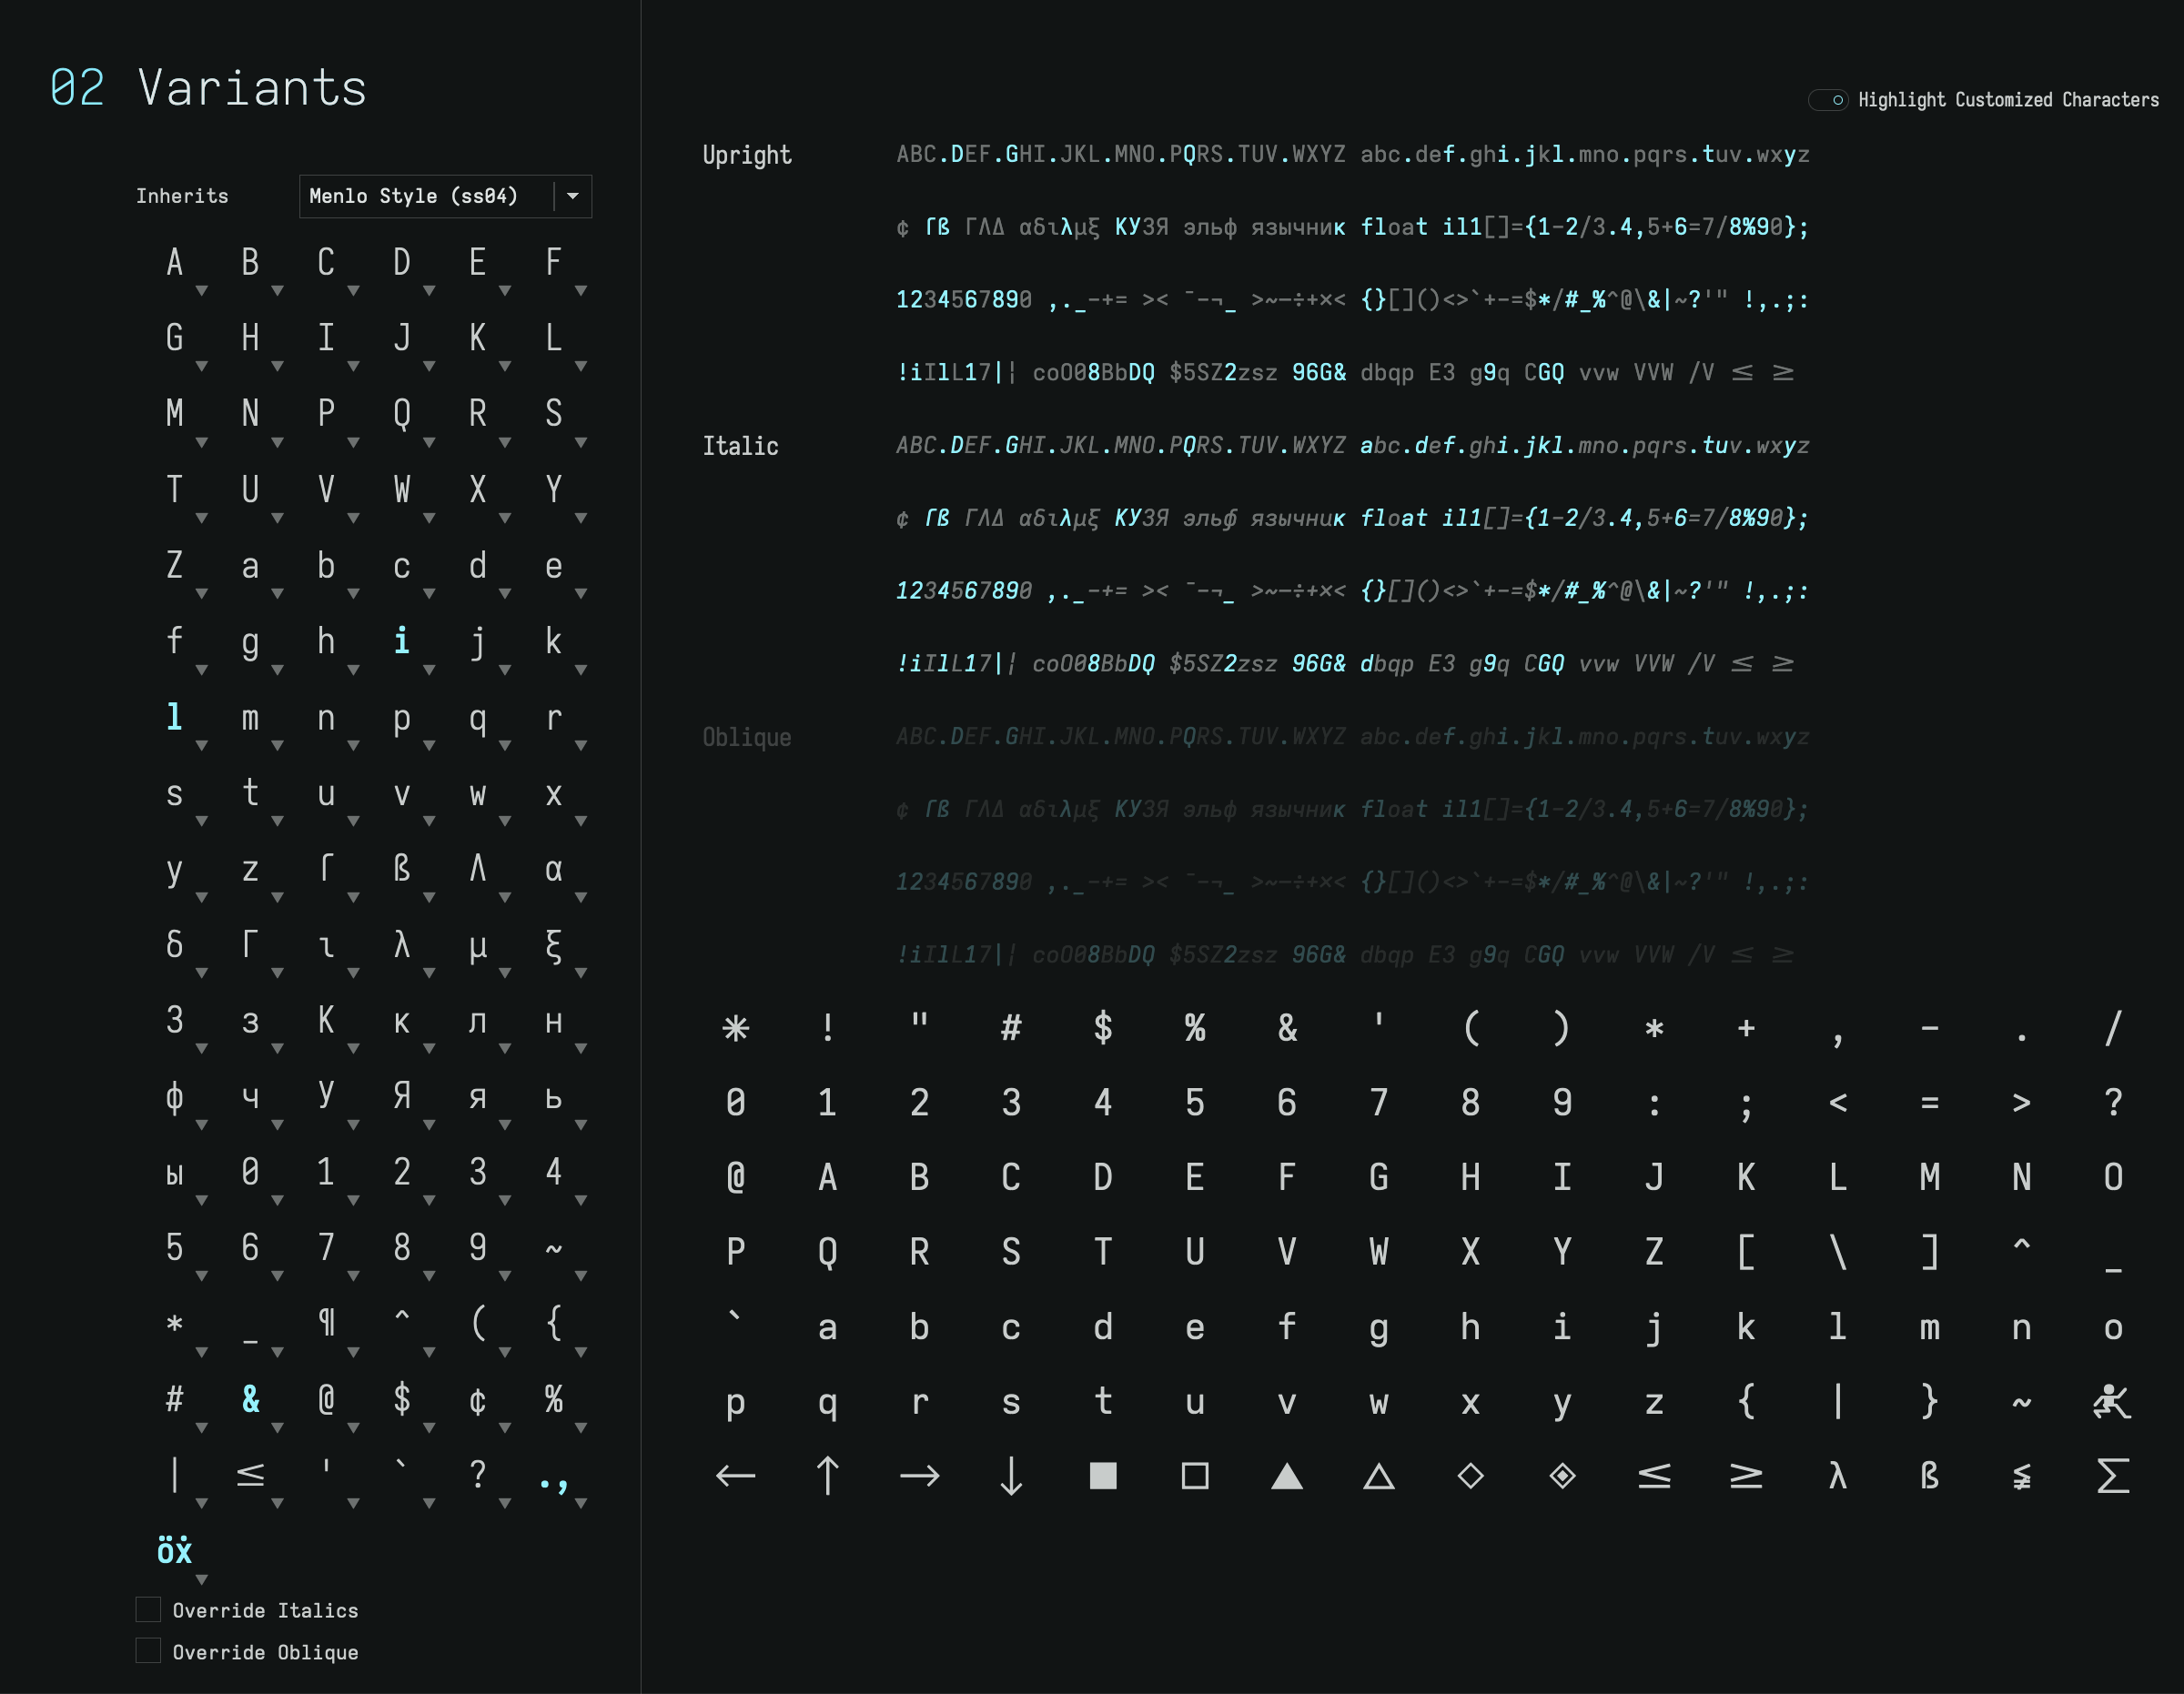 02 Variants
Inherits Menlo Style (ss04)
A B C D E F
G H I J K L
M N P Q R S
T U V W X Y
Z a b c d e
f g h i j k
l m n p q r
s t u v w x
y z ſ ß Λ α
δ Γ ι λ μ ξ
З з К к л н
ф ч У Я я ь
ы 0 1 2 3 4
5 6 7 8 9 ~
* _ ¶ ^ ( {
# & @ $ ¢ %
| ≤ ' ` ? .,
öẋ
Override Italics
Override Oblique
Highlight Customized Characters
Upright ABC.DEF.GHI.JKL.MNO.PQRS.TUV.WXYZ abc.def.ghi.jkl.mno.pqrs.tuv.wxyz
¢ ſß ΓΛΔ αδιλμξ КУЗЯ эльф язычник float il1[]={1-2/3.4,5+6=7/8%90};
1234567890 ,._-+= >< ¯-¬_ >~–÷+×< {}[]()<>`+-=$*/#_%^@\&|~?'" !,.;:
!iIlL17|¦ coO08BbDQ $5SZ2zsz 96G& dbqp E3 g9q CGQ vvw VVW /V ≤ ≥
Italic ABC.DEF.GHI.JKL.MNO.PQRS.TUV.WXYZ abc.def.ghi.jkl.mno.pqrs.tuv.wxyz
¢ ſß ΓΛΔ αδιλμξ КУЗЯ эльф язычник float il1[]={1-2/3.4,5+6=7/8%90};
1234567890 ,._-+= >< ¯-¬_ >~–÷+×< {}[]()<>`+-=$*/#_%^@\&|~?'" !,.;:
!iIlL17|¦ coO08BbDQ $5SZ2zsz 96G& dbqp E3 g9q CGQ vvw VVW /V ≤ ≥
Oblique ABC.DEF.GHI.JKL.MNO.PQRS.TUV.WXYZ abc.def.ghi.jkl.mno.pqrs.tuv.wxyz
¢ ſß ΓΛΔ αδιλμξ КУЗЯ эльф язычник float il1[]={1-2/3.4,5+6=7/8%90};
1234567890 ,._-+= >< ¯-¬_ >~–÷+×< {}[]()<>`+-=$*/#_%^@\&|~?'" !,.;:
!iIlL17|¦ coO08BbDQ $5SZ2zsz 96G& dbqp E3 g9q CGQ vvw VVW /V ≤ ≥
✳ ! " # $ % & ' ( ) * + , - . /
0 1 2 3 4 5 6 7 8 9 : ; < = > ?
@ A B C D E F G H I J K L M N O
P Q R S T U V W X Y Z [ \ ] ^ _
` a b c d e f g h i j k l m n o
p q r s t u v w x y z { | } ~
← ↑ → ↓ ■ □ ▲ △ ◇ ◈ ≤ ≥ λ ß ≨ ∑